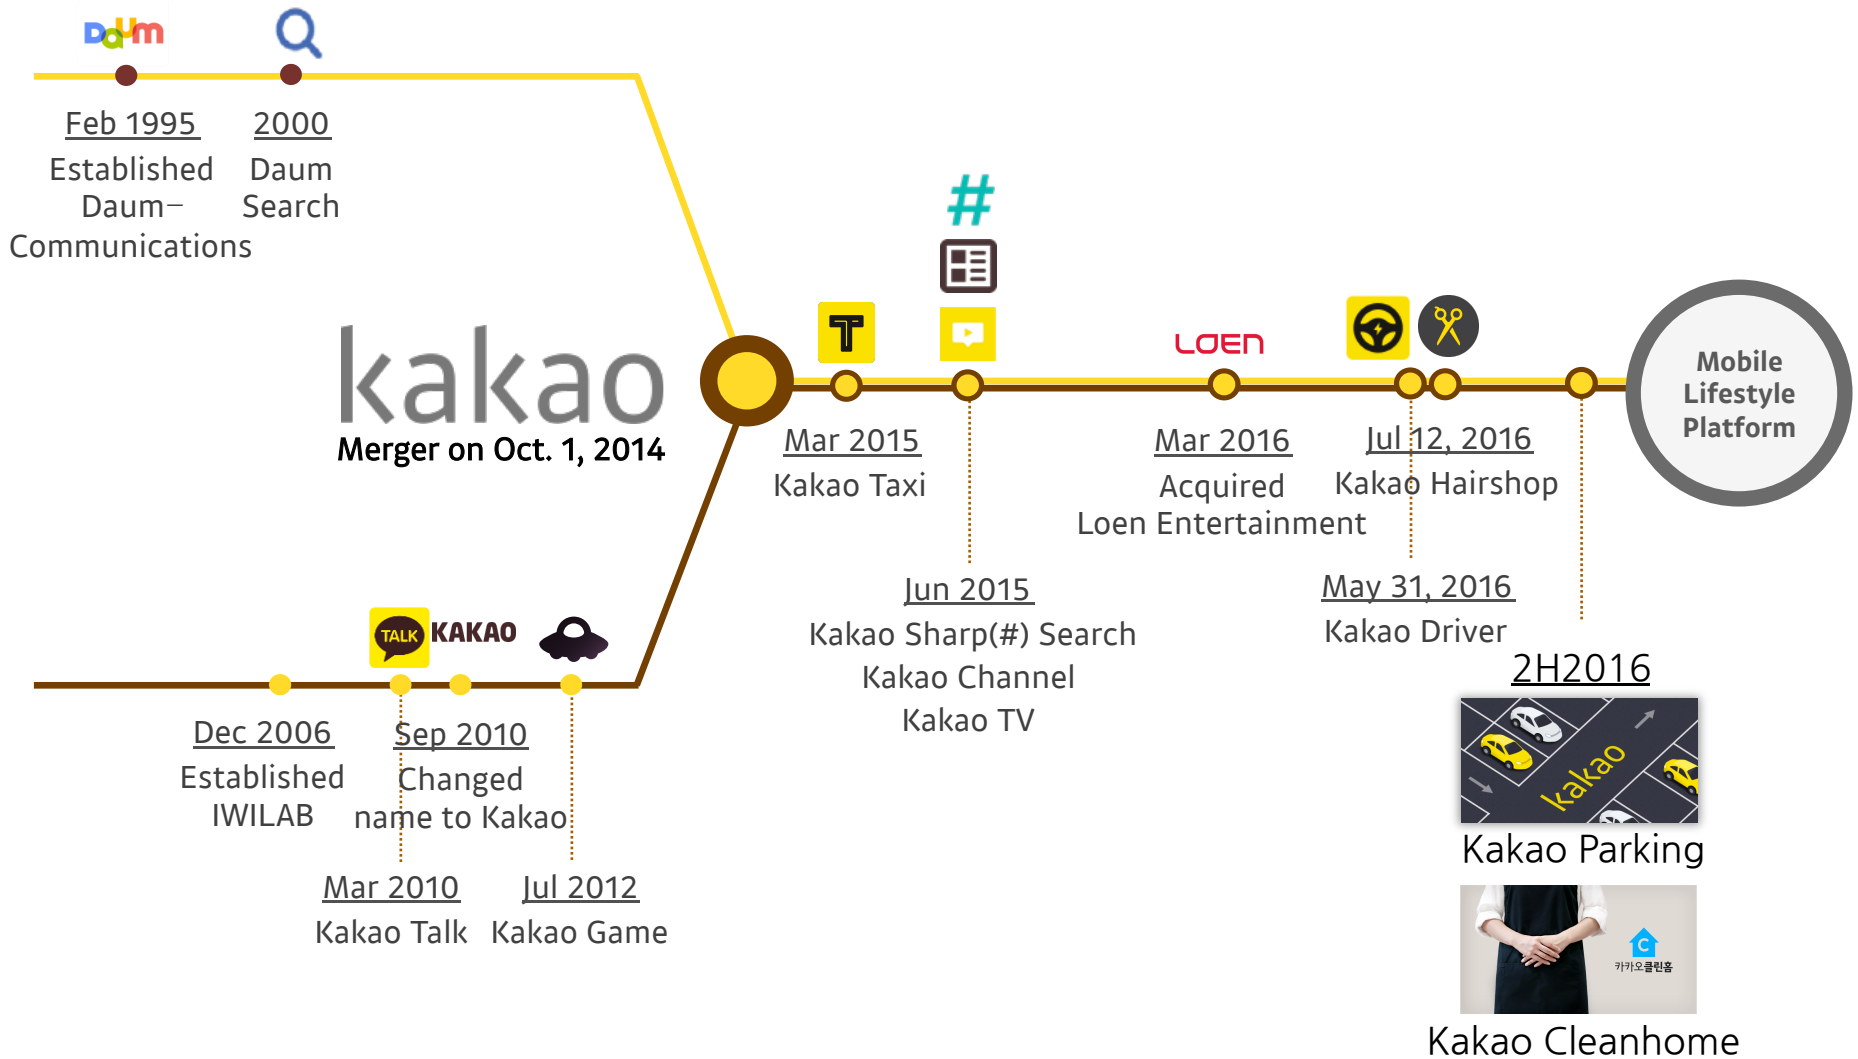 Daum
Feb 1995
Established
Daum-
Communications
2000
Daum
Search
kakao
Merger on Oct. 1, 2014
TALK
KAKAO
Dec 2006
Established
IWILAB
Mar 2010
Kakao Talk
Sep 2010
Changed
name to Kakao
Jul 2012
Kakao Game
T
Mar 2015
Kakao Taxi
#
Jun 2015
Kakao Sharp(#) Search
Kakao Channel
Kakao TV
LOEN
Mar 2016
Acquired
Loen Entertainment
May 31, 2016
Kakao Driver
Jul 12, 2016
Kakao Hairshop
2H2016
kakao
Kakao Parking
C
카카오클린홈
Kakao Cleanhome
Mobile
Lifestyle
Platform